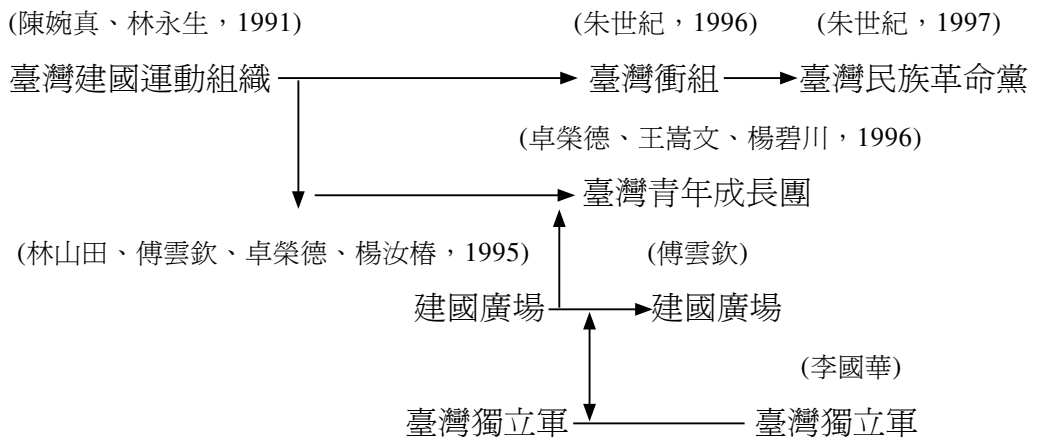 (陳婉真、林永生，1991) (朱世紀，1996) (朱世紀，1997)
臺灣建國運動組織 臺灣衝組 臺灣民族革命黨
(卓榮德、王嵩文、楊碧川，1996)
臺灣青年成長團
(林山田、傅雲欽、卓榮德、楊汝椿，1995) (傅雲欽)
建國廣場 建國廣場
(李國華)
臺灣獨立軍 臺灣獨立軍